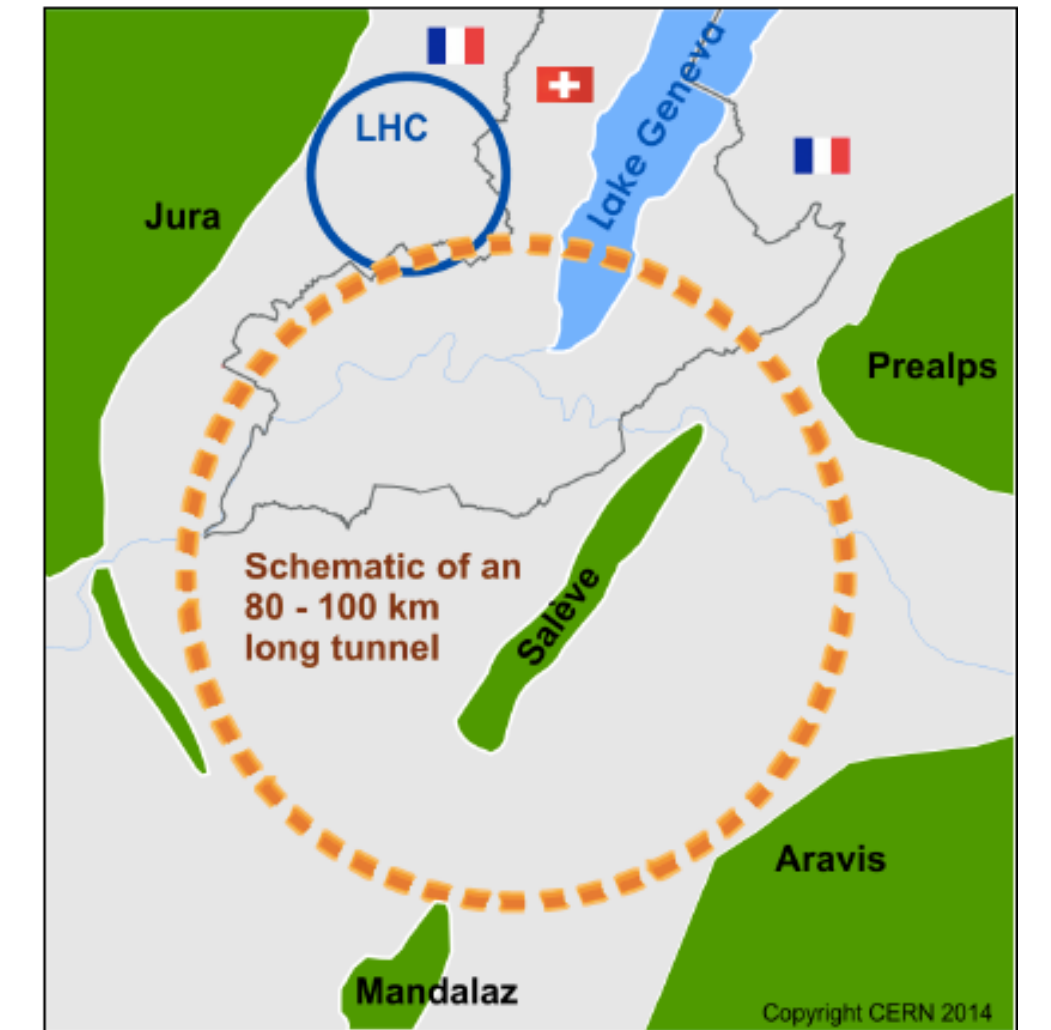 LHC
Lake Geneva
Jura
Prealps
Schematic of an
80 - 100 km
long tunnel
Salève
Aravis
Mandalaz
Copyright CERN 2014